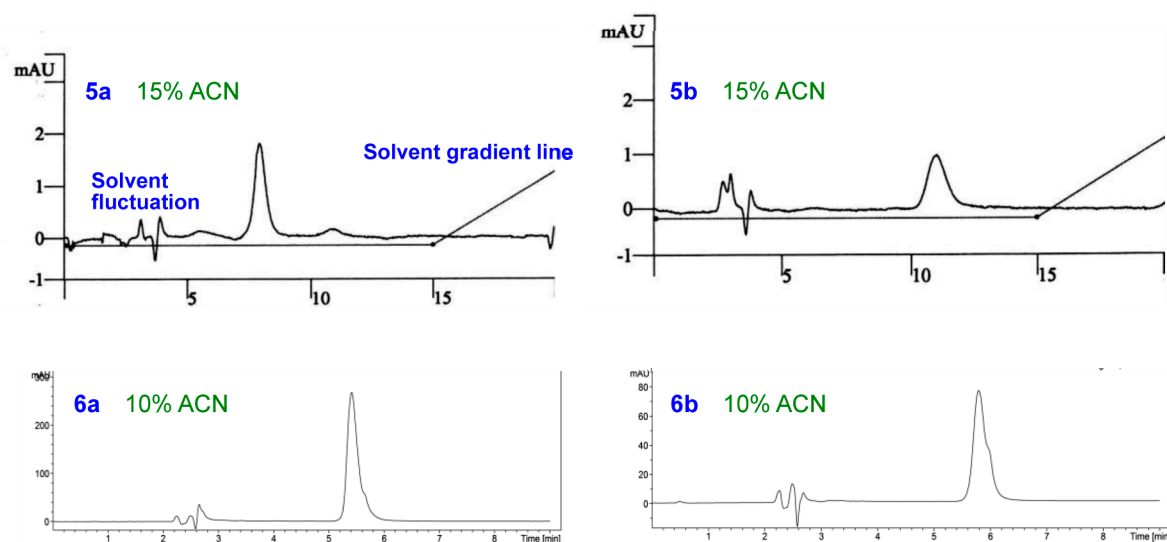 mAU
5a 15% ACN
2
1
0
-1
Solvent
fluctuation
Solvent gradient line
5
10
15
mAU
5b 15% ACN
2
1
0
-1
5
10
15
6a 10% ACN
200
100
0
1 2 3 4 5 6 7 8 Time [min]
mAU
6b 10% ACN
80
60
40
20
0
1 2 3 4 5 6 7 8 Time [min]